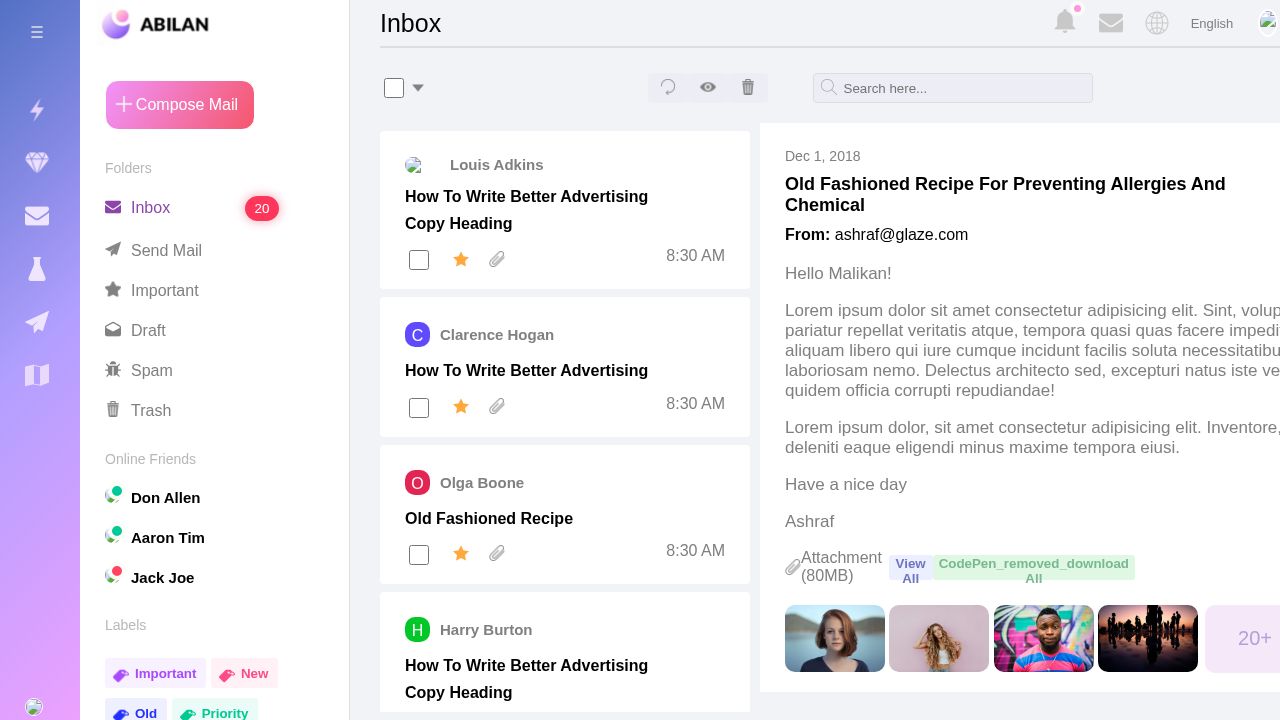 ABILAN
Compose Mail
Folders
Inbox
20
Send Mail
Important
Draft
Spam
Trash
Online Friends
Don Allen
Aaron Tim
Jack Joe
Labels
Important
New
Old
Priority
Inbox
English
Search here...
Louis Adkins
How To Write Better Advertising
Copy Heading
8:30 AM
C
Clarence Hogan
How To Write Better Advertising
8:30 AM
O
Olga Boone
Old Fashioned Recipe
8:30 AM
H
Harry Burton
How To Write Better Advertising
Copy Heading
Dec 1, 2018
Old Fashioned Recipe For Preventing Allergies And
Chemical
From: ashraf@glaze.com
Hello Malikan!
Lorem ipsum dolor sit amet consectetur adipisicing elit. Sint, volup
pariatur repellat veritatis atque, tempora quasi quas facere impedi
aliquam libero qui iure cumque incidunt facilis soluta necessitatibu
laboriosam nemo. Delectus architecto sed, excepturi natus iste ve
quidem officia corrupti repudiandae!
Lorem ipsum dolor, sit amet consectetur adipisicing elit. Inventore,
deleniti eaque eligendi minus maxime tempora eiusi.
Have a nice day
Ashraf
Attachment
(80MB)
View
All
CodePen_removed_download
All
20+